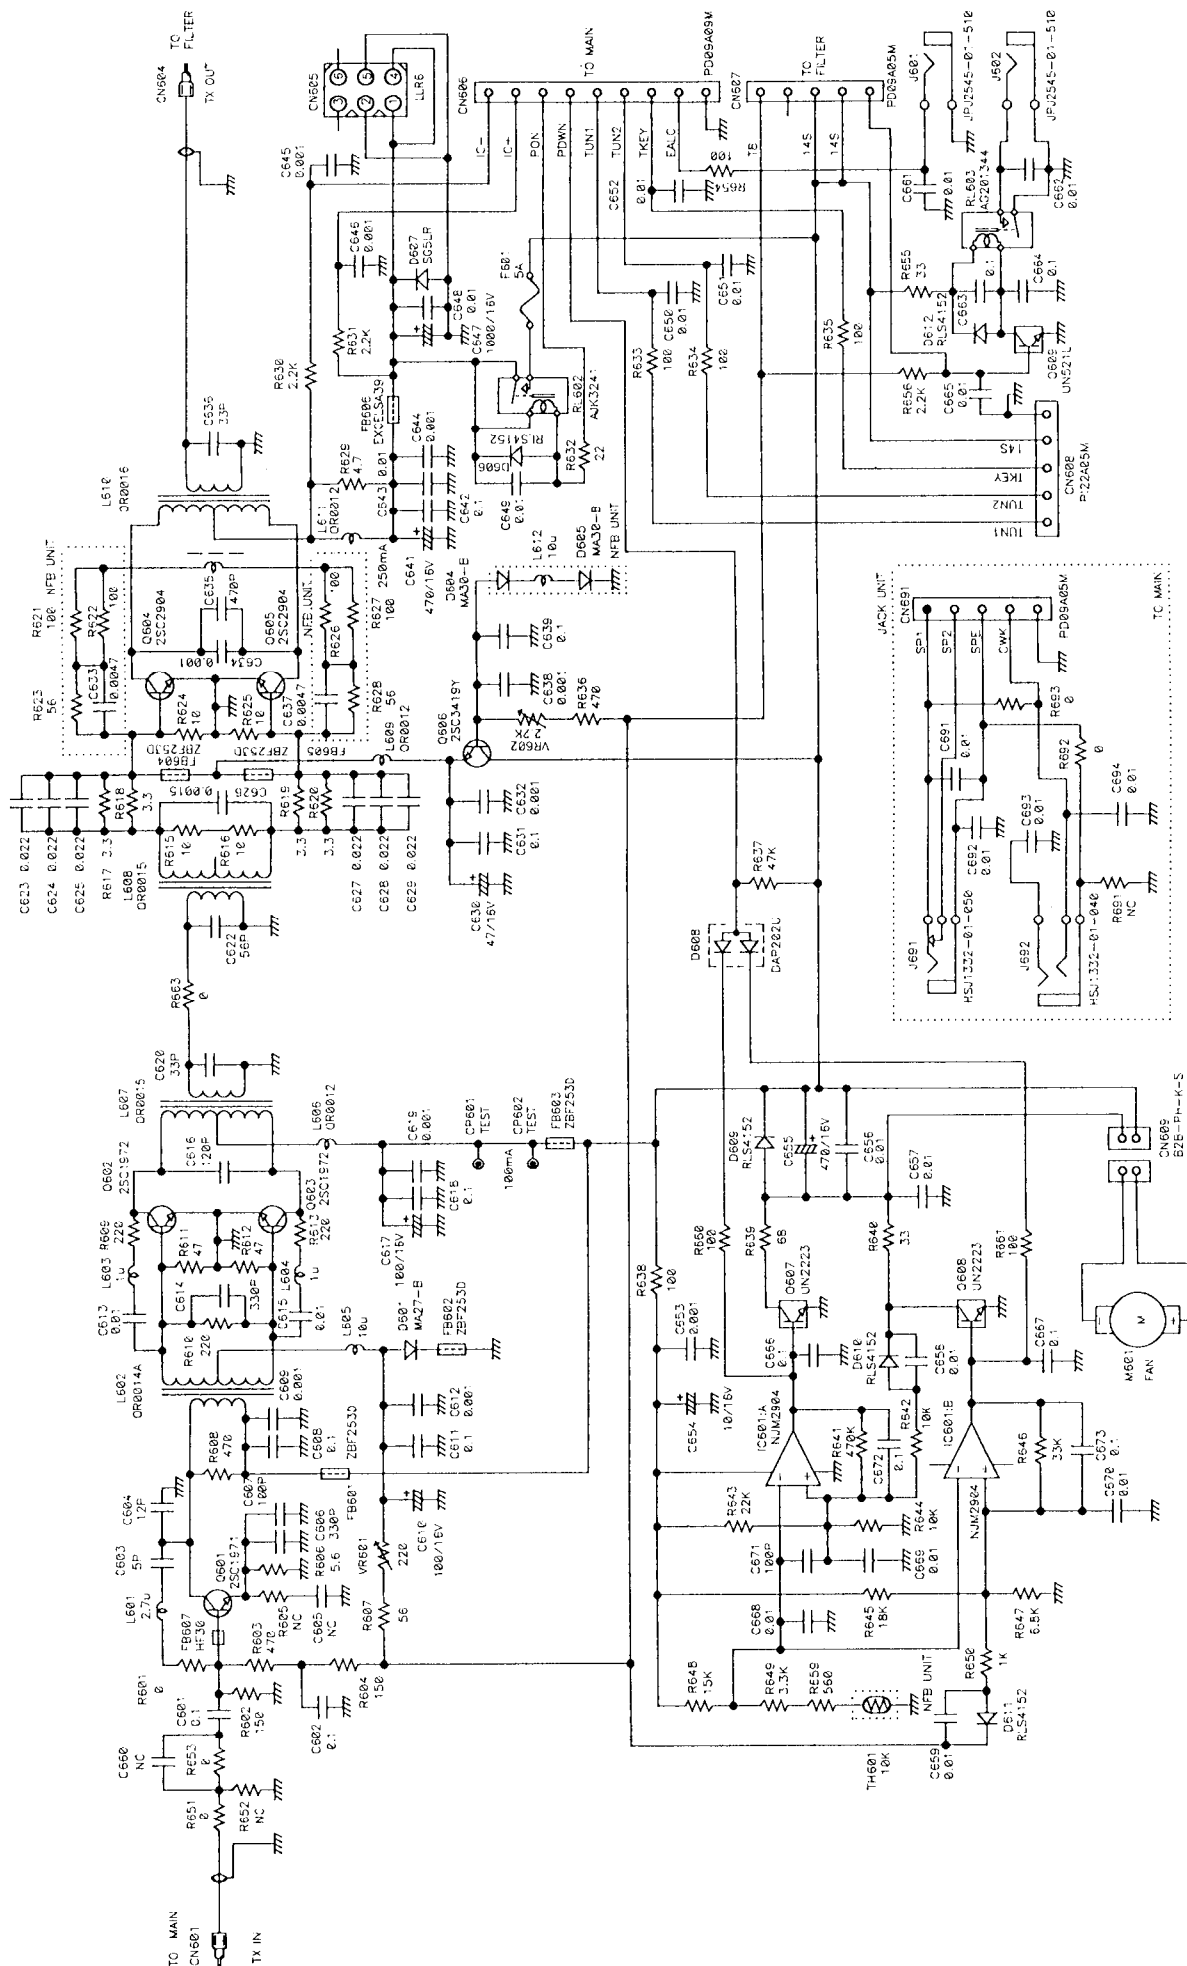 TO MAIN
CN601
TX IN
R651
0
R652
NC
C660
NC
R653
0
C601
0.1
R602
150
R601
0
FB607
HF30
R603
470
C602
0.1
R604
150
L601
2.7u
C603
5P
C604
12P
Q601
2SC1971
R605
NC
C605
NC
R606
5.6
C606
330P
C607
100P
R608
470
C608
0.1
C609
0.001
FB601
ZBF253D
R607
56
VR601
220
C610
100/16V
C611
0.1
C612
0.001
L602
OR0014A
C613
0.01
L603
1u
R609
220
R610
220
C614
330P
C615
0.01
L604
1u
R611
47
R612
47
R613
220
Q602
2SC1972
Q603
2SC1972
L605
10u
D601
MA27-B
FB602
ZBF253D
C616
120P
L606
OR0012
L607
OR0015
C617
100/16V
C618
0.1
C619
0.001
CP601
TEST
100mA
CP602
TEST
FB603
ZBF253D
C620
33P
R663
0
C622
56P
L608
OR0015
C623 0.022
C624 0.022
C625 0.022
R617 3.3
R618
3.3
R615
10
R616
10
C626
0.0015
R619
3.3
R620
3.3
C627 0.022
C628 0.022
C629 0.022
FB604
ZBF253D
FB605
ZBF253D
R623
56
R621
100
NFB UNIT
R622
100
C633
0.0047
Q604
2SC2904
R624
10
R625
10
C634
0.001
C635
470P
Q605
2SC2904
C637
0.0047
NFB UNIT
R626
100
R627
100
R628
56
L609
OR0012
L610
OR0016
C636
33P
CN604
TO
FILTER
TX OUT
L611
OR0012
250mA
R629
4.7
R630
2.2K
R631
2.2K
C645
0.001
C646
0.001
CN605
LLR6
3
6
2
5
1
4
C641
470/16V
C642
0.1
C643 0.01
C644
0.001
FB606
EXCELSA39
C647
1000/16V
C648
0.01
D607
SG5LR
Q606
2SC3419Y
C630
47/16V
C631
0.1
C632
0.001
VR602
2.2K
R636
470
C638
0.001
C639
0.1
D604
MA30-B
L612
10u
D605
MA30-B
NFB UNIT
C649
0.01
D606
RLS4152
R632
22
RL602
AJK3241
F601
5A
CN606
TO MAIN
PD09A09M
IC-
IC+
PON
PDWN
TUN1
TUN2
TKEY
EALC
R633
100
C650
0.01
R634
100
C651
0.01
C652
0.01
R654
100
R635
100
CN607
TO
FILTER
PD09A05M
TB
14S
14S
R655
33
R656
2.2K
C665
0.01
D612
RLS4152
C663
0.1
C664
0.1
Q609
UN521L
RL603
AG201344
C661
0.01
C662
0.01
J601
JPJ2545-01-510
J602
JPJ2545-01-510
CN608
PI22A05M
14S
TKEY
TUN2
TUN1
D608
DAP202U
R637
47K
R638
100
C653
0.001
C654
10/16V
R660
100
R639
68
D609
RLS4152
C655
470/16V
C656
0.01
C657
0.01
R640
33
R661
100
Q607
UN2223
Q608
UN2223
C666
0.1
D610
RLS4152
C658
0.01
C667
0.1
IC601:A
NJM2904
IC601:B
NJM2904
R641
470K
C672
0.1
R642
10K
R643
22K
R644
10K
C671
100P
C669
0.01
C668
0.01
R645
18K
R646
33K
C673
0.1
C670
0.01
R647
6.8K
R648
15K
R649
3.3K
R659
560
TH601
10K
NFB UNIT
R650
1K
D611
RLS4152
C659
0.01
M601
FAN
M
CN609
B2B-PH-K-S
JACK UNIT
CN691
PD09A05M
TO MAIN
SP1
SP2
SPE
CWK
J691
HSJ1332-01-050
J692
HSJ1332-01-040
C691
0.01
C692
0.01
C693
0.01
C694
0.01
R691
NC
R692
0
R693
0